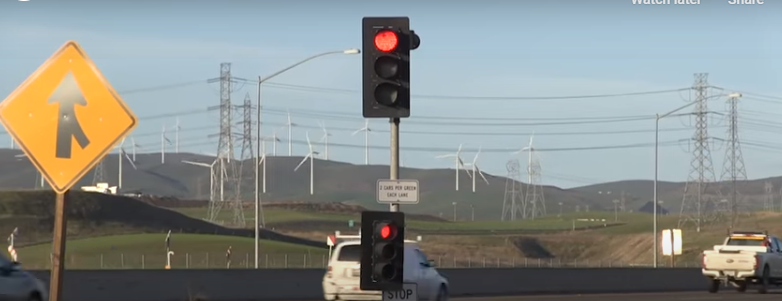 Watch later
Share
2 CARS PER GREEN
EACH LANE
STOP